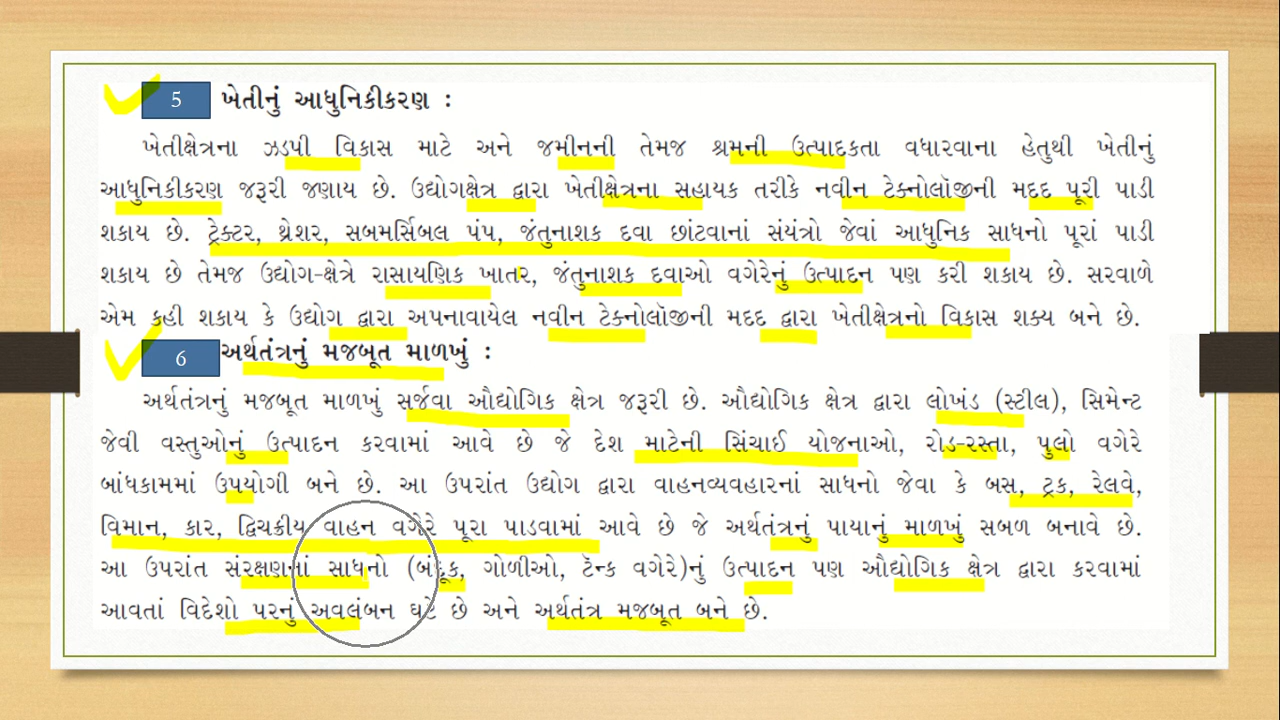 5 ખેતીનું આધુનિકીકરણ :
ખેતીક્ષેત્રના ઝડપી વિકાસ માટે અને જમીનની તેમજ શ્રમની ઉત્પાદકતા વધારવાના હેતુથી ખેતીનું
આધુનિકીકરણ જરૂરી જણાય છે. ઉદ્યોગક્ષેત્ર દ્વારા ખેતીક્ષેત્રના સહાયક તરીકે નવીન ટેક્નોલૉજીની મદદ પૂરી પાડી
શકાય છે. ટ્રેક્ટર, થ્રેશર, સબમર્સિબલ પંપ, જંતુનાશક દવા છાંટવાનાં સંયંત્રો જેવાં આધુનિક સાધનો પૂરાં પાડી
શકાય છે તેમજ ઉદ્યોગ-ક્ષેત્રે રાસાયણિક ખાતર, જંતુનાશક દવાઓ વગેરેનું ઉત્પાદન પણ કરી શકાય છે. સરવાળે
એમ કહી શકાય કે ઉદ્યોગ દ્વારા અપનાવાયેલ નવીન ટેક્નોલૉજીની મદદ દ્વારા ખેતીક્ષેત્રનો વિકાસ શક્ય બને છે.
6 અર્થતંત્રનું મજબૂત માળખું :
અર્થતંત્રનું મજબૂત માળખું સર્જવા ઔદ્યોગિક ક્ષેત્ર જરૂરી છે. ઔદ્યોગિક ક્ષેત્ર દ્વારા લોખંડ (સ્ટીલ), સિમેન્ટ
જેવી વસ્તુઓનું ઉત્પાદન કરવામાં આવે છે જે દેશ માટેની સિંચાઈ યોજનાઓ, રોડ-રસ્તા, પુલો વગેરે
બાંધકામમાં ઉપયોગી બને છે. આ ઉપરાંત ઉદ્યોગ દ્વારા વાહનવ્યવહારનાં સાધનો જેવા કે બસ, ટ્રક, રેલવે,
વિમાન, કાર, દ્વિચક્રીય વાહન વગેરે પૂરા પાડવામાં આવે છે જે અર્થતંત્રનું પાયાનું માળખું સબળ બનાવે છે.
આ ઉપરાંત સંરક્ષણનાં સાધનો (બંદૂક, ગોળીઓ, ટૅન્ક વગેરે)નું ઉત્પાદન પણ ઔદ્યોગિક ક્ષેત્ર દ્વારા કરવામાં
આવતાં વિદેશો પરનું અવલંબન ઘટે છે અને અર્થતંત્ર મજબૂત બને છે.